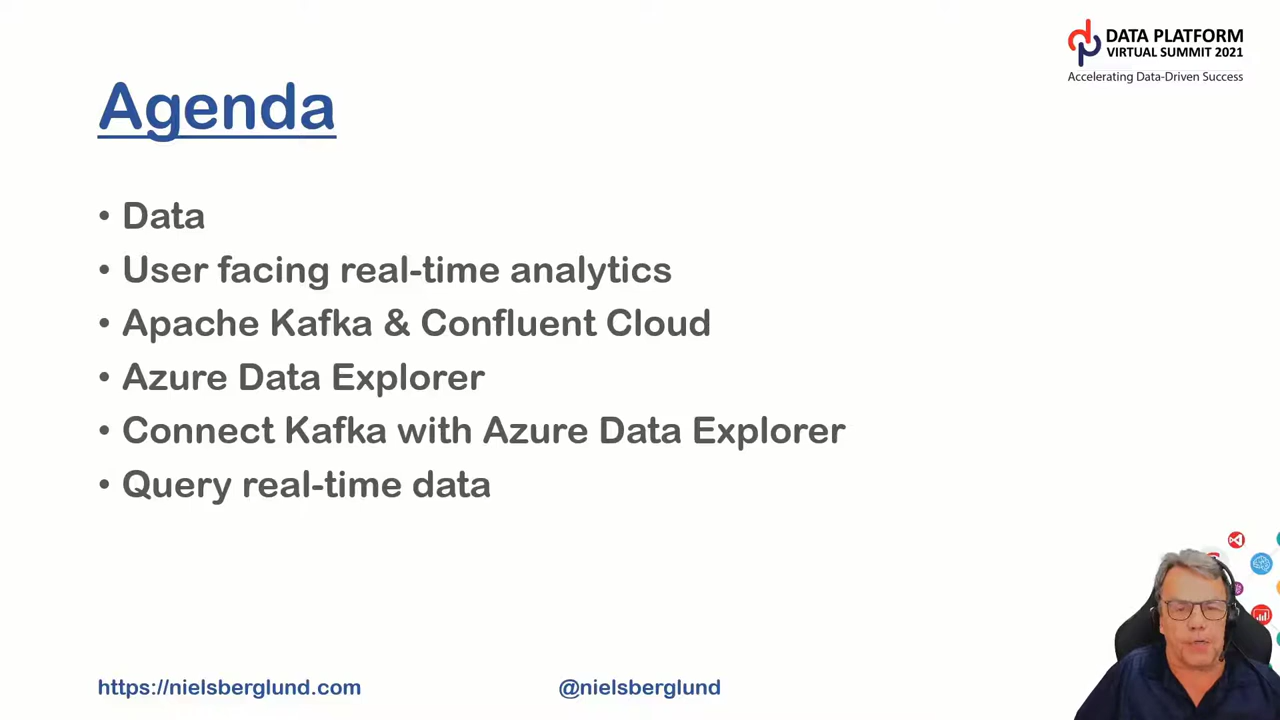 DATA PLATFORM
VIRTUAL SUMMIT 2021
Accelerating Data-Driven Success
Agenda
• Data
• User facing real-time analytics
• Apache Kafka & Confluent Cloud
• Azure Data Explorer
• Connect Kafka with Azure Data Explorer
• Query real-time data
https://nielsberglund.com
@nielsberglund